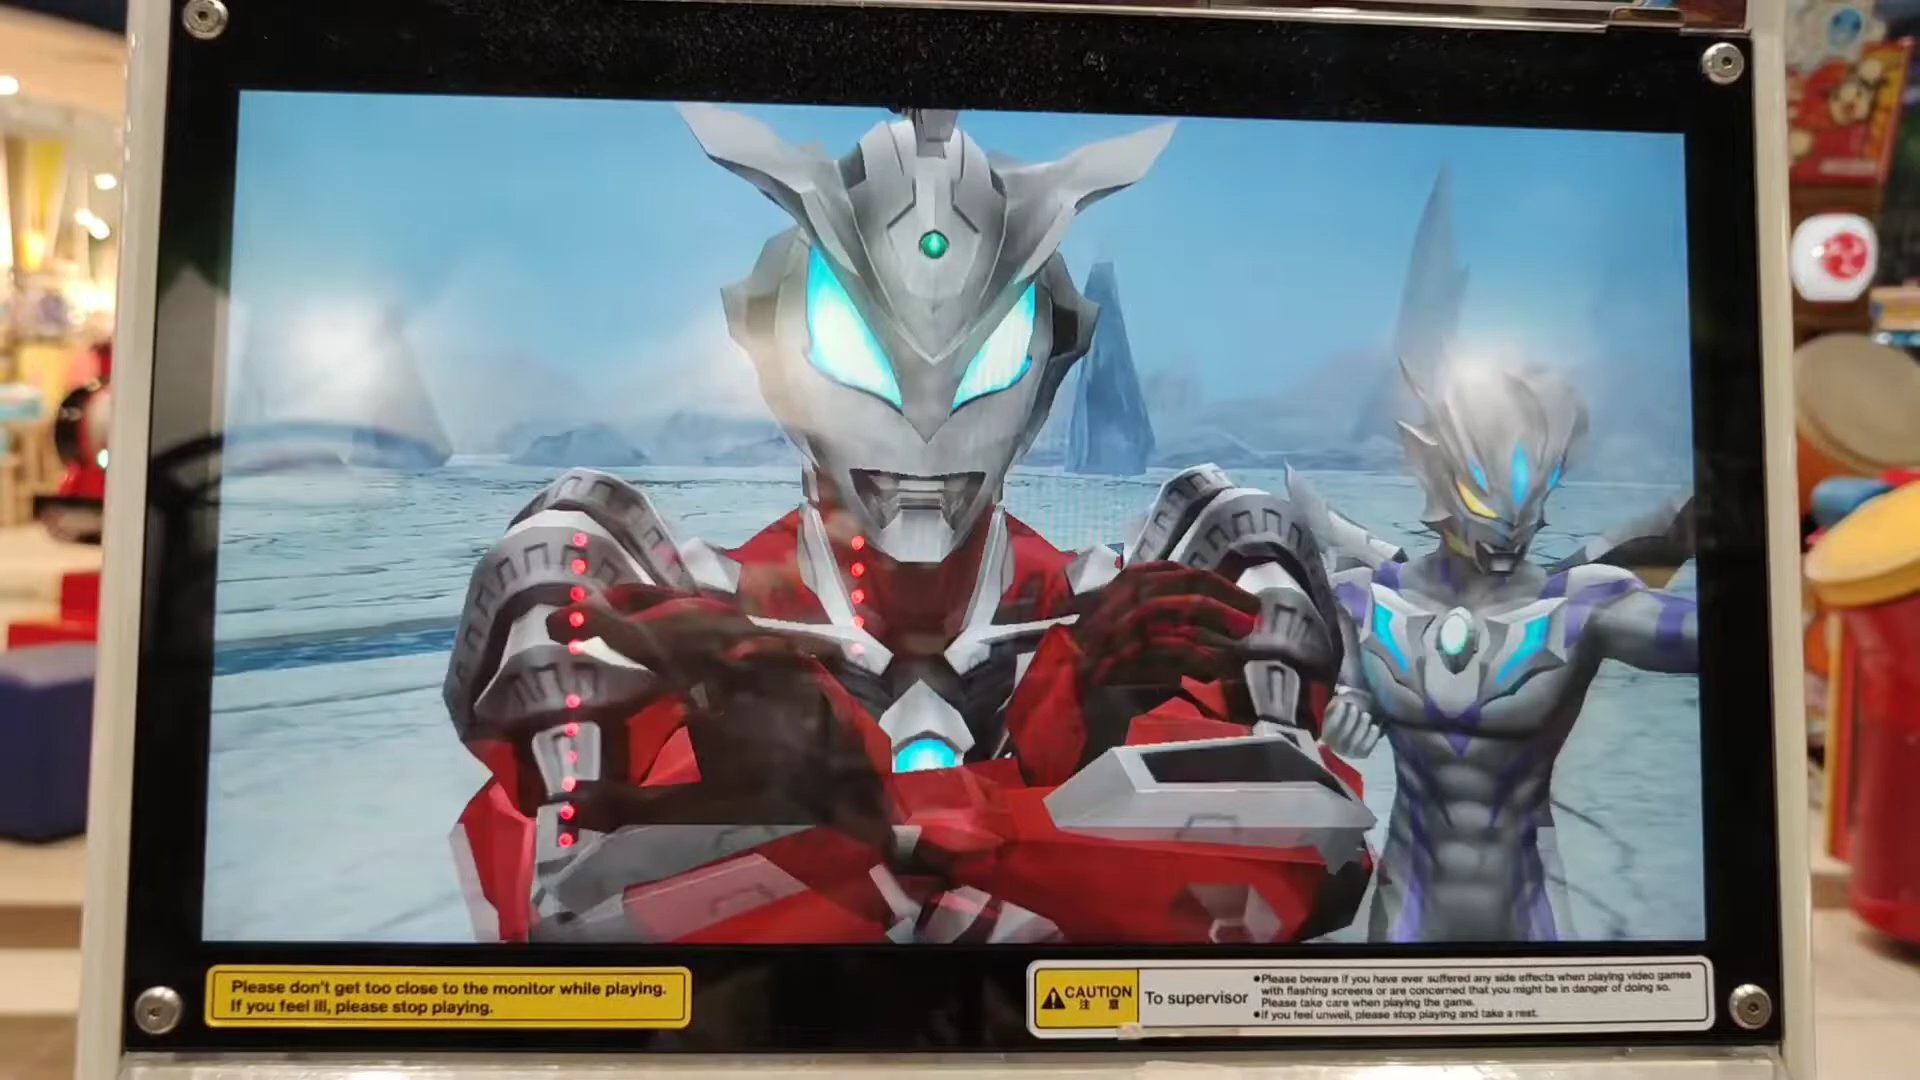 Please don't get too close to the monitor while playing.
If you feel ill, please stop playing.
CAUTION
注 意
To supervisor
•Please beware if you have ever suffered any side effects when playing video games
with flashing screens or are concerned that you might be in danger of doing so.
Please take care when playing the game.
•If you feel unwell, please stop playing and take a rest.